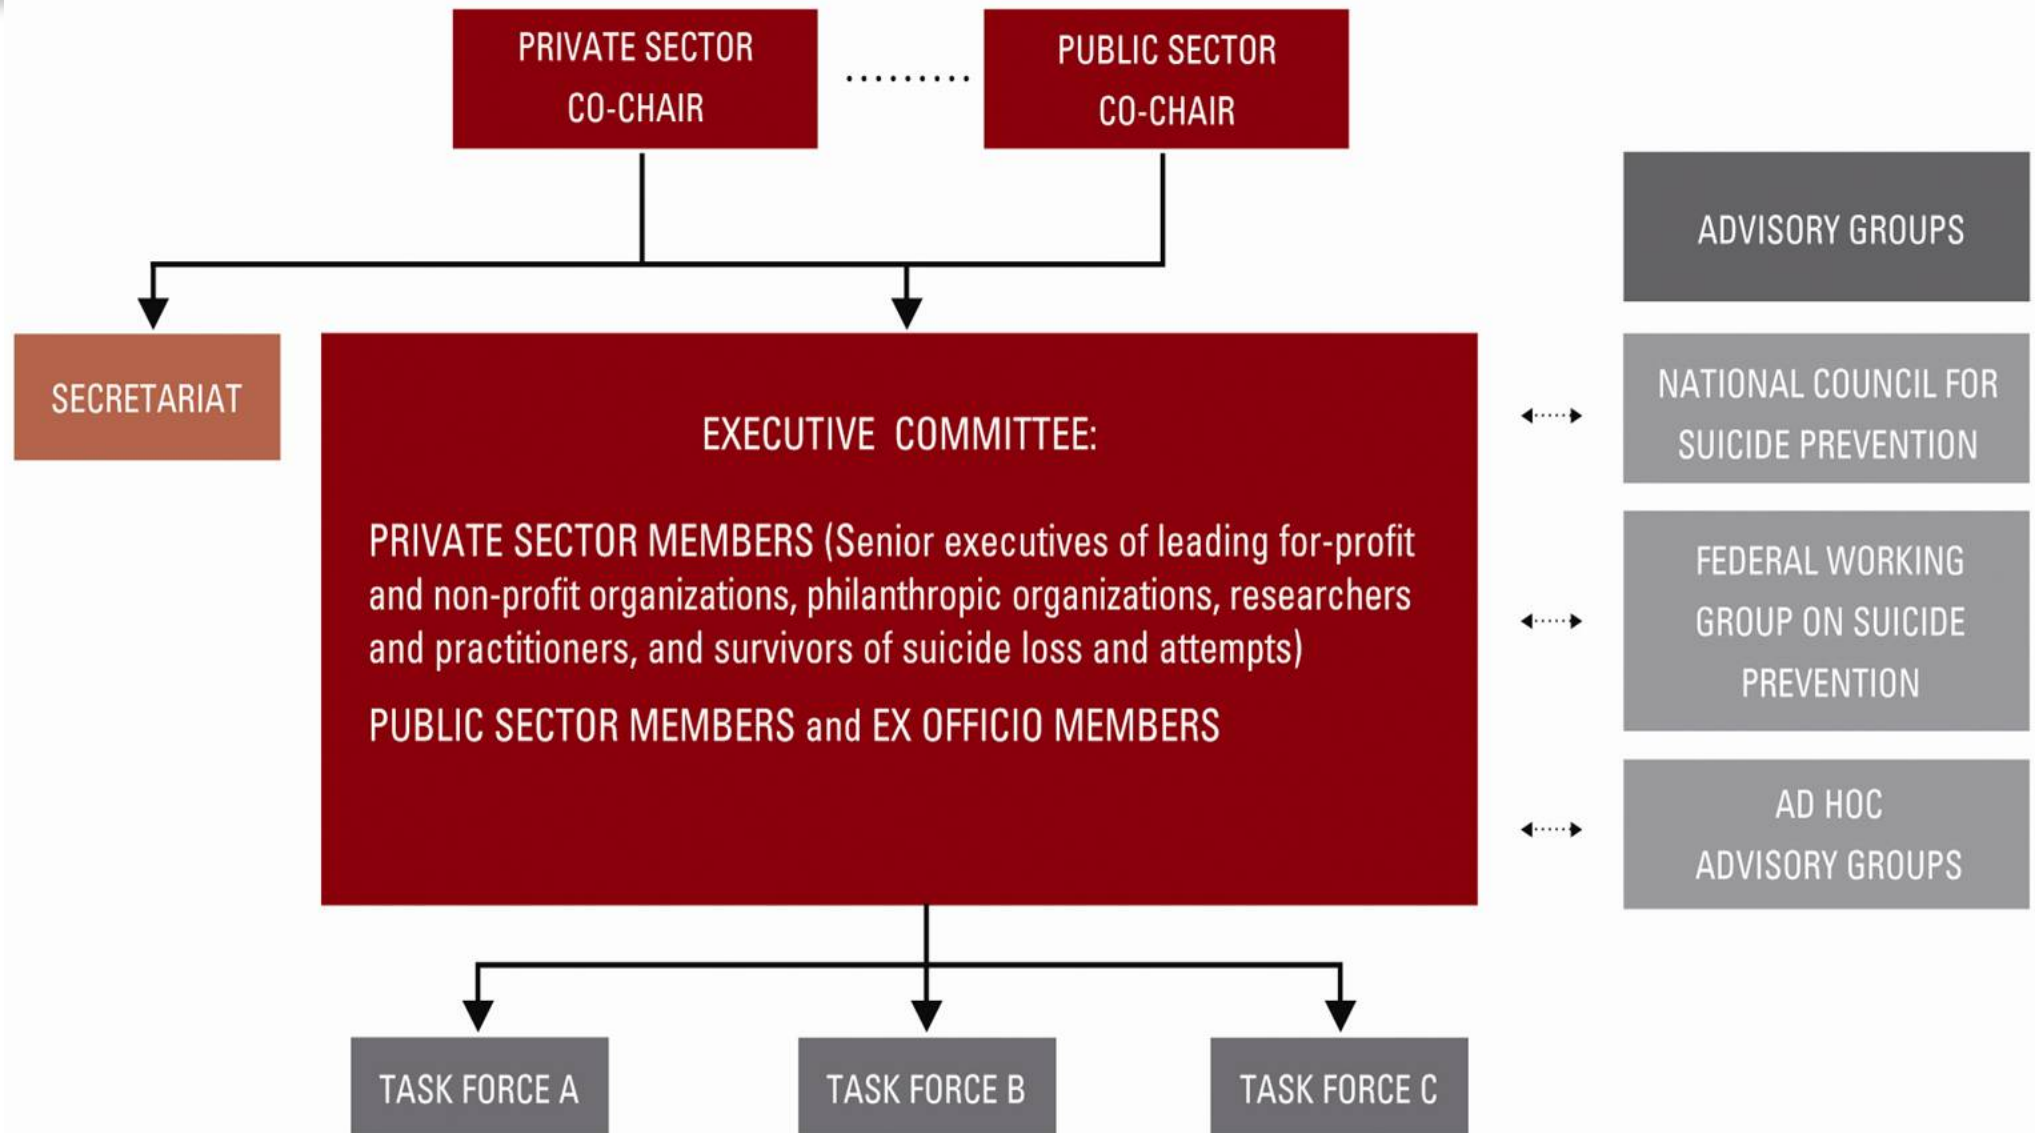 PRIVATE SECTOR
CO-CHAIR
PUBLIC SECTOR
CO-CHAIR
ADVISORY GROUPS
SECRETARIAT
EXECUTIVE COMMITTEE:
PRIVATE SECTOR MEMBERS (Senior executives of leading for-profit
and non-profit organizations, philanthropic organizations, researchers
and practitioners, and survivors of suicide loss and attempts)
PUBLIC SECTOR MEMBERS and EX OFFICIO MEMBERS
NATIONAL COUNCIL FOR
SUICIDE PREVENTION
FEDERAL WORKING
GROUP ON SUICIDE
PREVENTION
AD HOC
ADVISORY GROUPS
TASK FORCE A
TASK FORCE B
TASK FORCE C